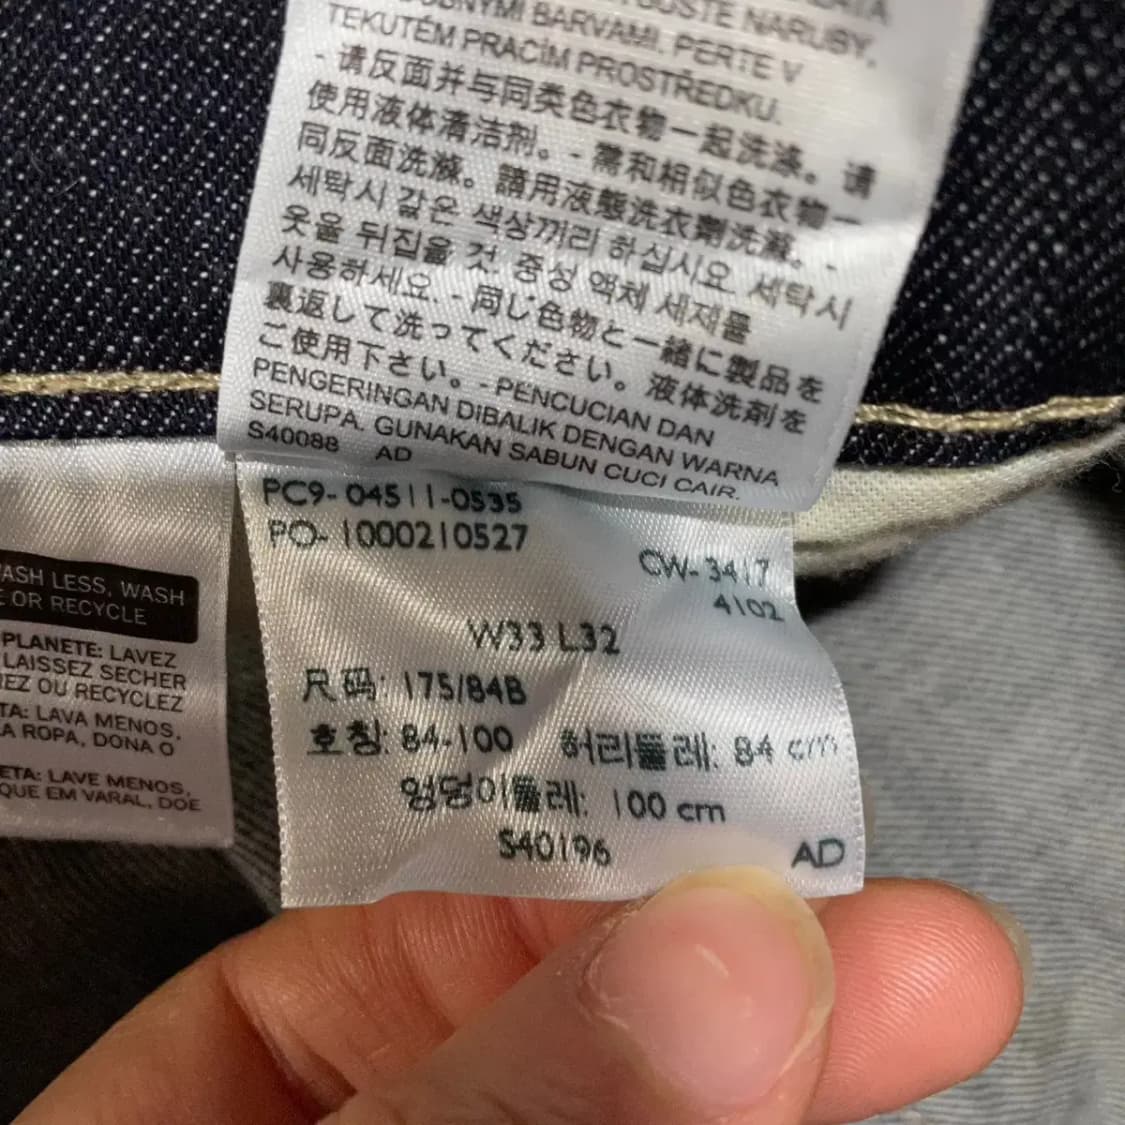 NARUBY.
BARVAMI. PERTE V
TEKUTÉM PRACÍM PROSTŘEDKU.
- 请反面并与同类色衣物一起洗涤。请
使用液体清洁剂。- 需和相似色衣物一
同反面洗滌。請用液態洗衣劑洗滌。-
세탁시 같은 색상끼리 하십시오. 세탁시
옷을 뒤집을 것. 중성 액체 세제를
사용하세요. - 同じ色物と一緒に製品を
裏返して洗ってください。液体洗剤を
ご使用下さい。- PENCUCIAN DAN
PENGERINGAN DIBALIK DENGAN WARNA
SERUPA. GUNAKAN SABUN CUCI CAIR.
S40088 AD
PC9-04511-0535
PO-1000210527
CW-3417
4102
W33 L32
尺码: 175/84B
호칭: 84-100 허리둘레: 84 cm
엉덩이둘레: 100 cm
S40196 AD
WASH LESS, WASH
OR RECYCLE
PLANETE: LAVEZ
LAISSEZ SECHER
OU RECYCLEZ
LAVA MENOS,
ROPA, DONA O
LAVE MENOS,
QUE EM VARAL, DOE